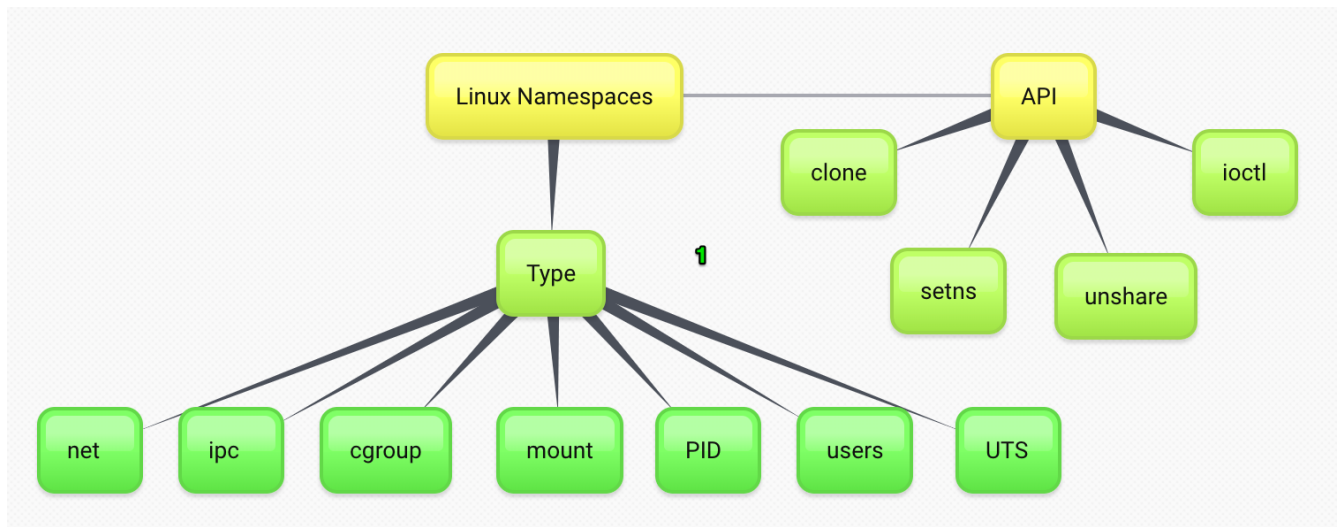 Linux Namespaces
API
clone
ioctl
Type
1
setns
unshare
net
ipc
cgroup
mount
PID
users
UTS